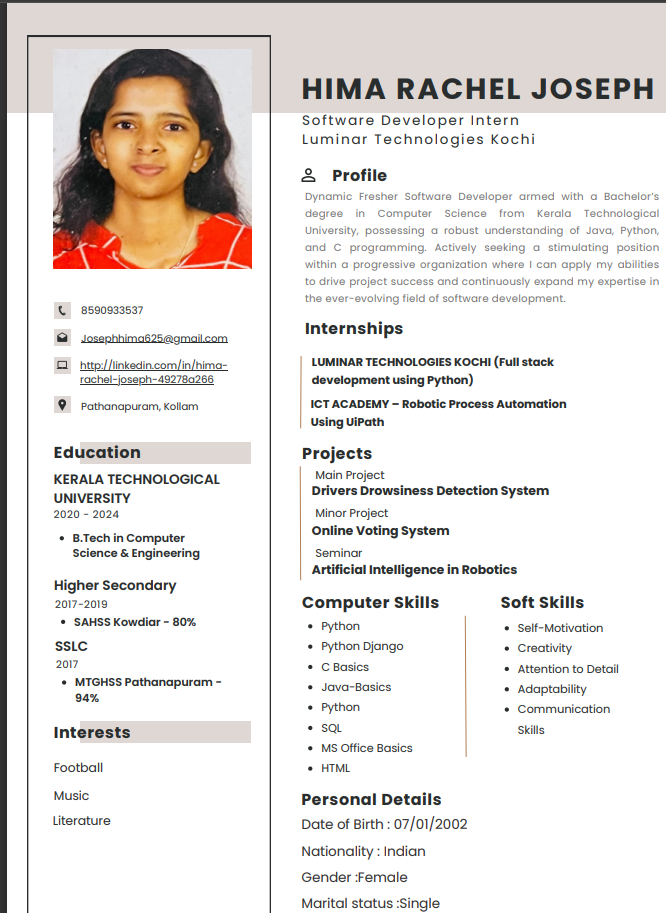 HIMA RACHEL JOSEPH
Software Developer Intern
Luminar Technologies Kochi
8590933537
Josephhima625@gmail.com
http://linkedin.com/in/hima-
rachel-joseph-49278a266
Pathanapuram, Kollam
Education
KERALA TECHNOLOGICAL
UNIVERSITY
2020 - 2024
B.Tech in Computer
Science & Engineering
Higher Secondary
2017-2019
SAHSS Kowdiar - 80%
SSLC
2017
MTGHSS Pathanapuram -
94%
Interests
Football
Music
Literature
Profile
Dynamic Fresher Software Developer armed with a Bachelor's
degree in Computer Science from Kerala Technological
University, possessing a robust understanding of Java, Python,
and C programming. Actively seeking a stimulating position
within a progressive organization where I can apply my abilities
to drive project success and continuously expand my expertise in
the ever-evolving field of software development.
Internships
LUMINAR TECHNOLOGIES KOCHI (Full stack
development using Python)
ICT ACADEMY – Robotic Process Automation
Using UiPath
Projects
Main Project
Drivers Drowsiness Detection System
Minor Project
Online Voting System
Seminar
Artificial Intelligence in Robotics
Computer Skills
Python
Python Django
C Basics
Java-Basics
Python
SQL
MS Office Basics
HTML
Soft Skills
Self-Motivation
Creativity
Attention to Detail
Adaptability
Communication
Skills
Personal Details
Date of Birth : 07/01/2002
Nationality : Indian
Gender :Female
Marital status :Single